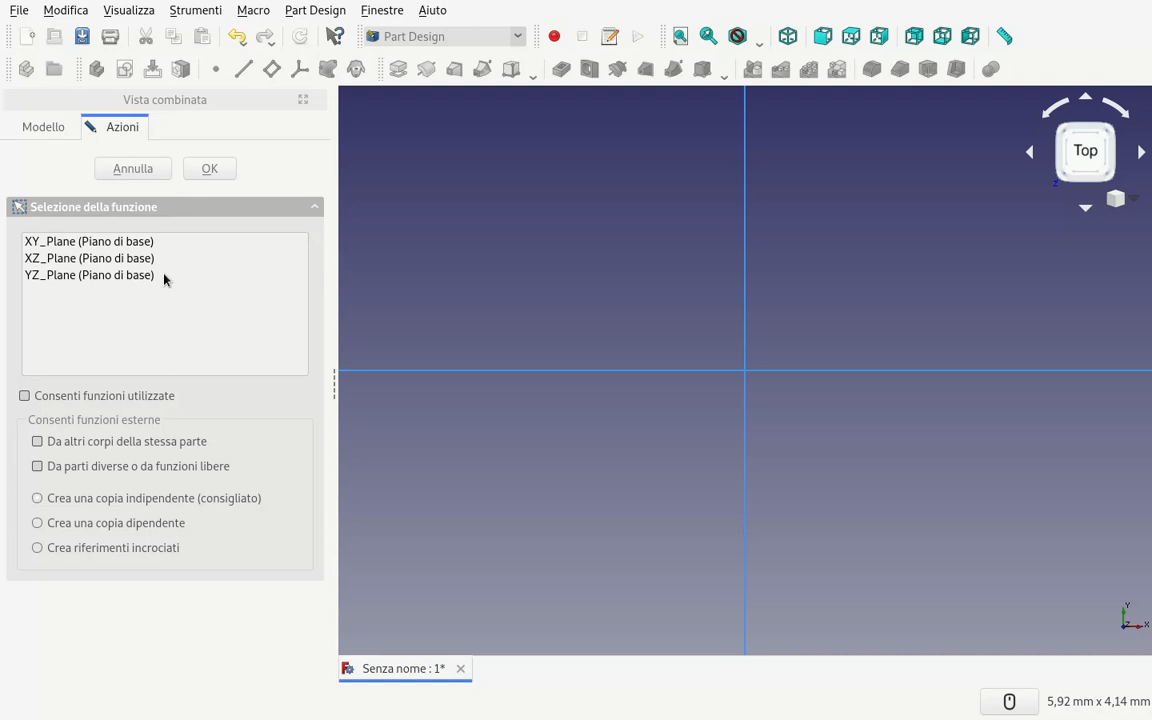 File Modifica Visualizza Strumenti Macro Part Design Finestre Aiuto
Part Design
Vista combinata
Modello Azioni
Annulla OK
Selezione della funzione
XY_Plane (Piano di base)
XZ_Plane (Piano di base)
YZ_Plane (Piano di base)
Consenti funzioni utilizzate
Consenti funzioni esterne
Da altri corpi della stessa parte
Da parti diverse o da funzioni libere
Crea una copia indipendente (consigliato)
Crea una copia dipendente
Crea riferimenti incrociati
Top
Z
Y
Z X
Senza nome : 1*
5,92 mm x 4,14 mm